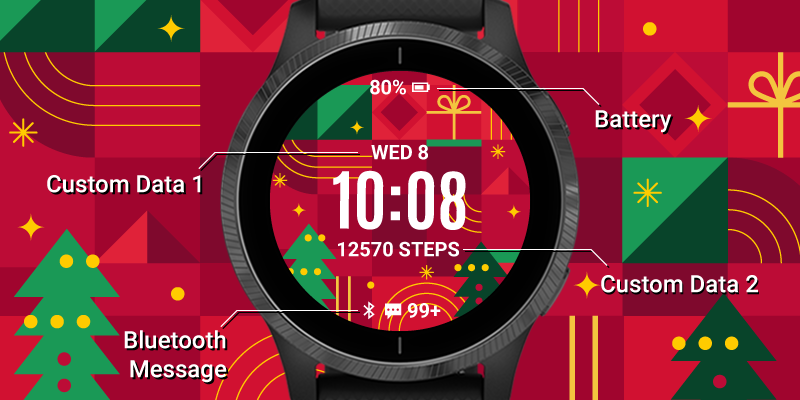 80%
Battery
WED 8
Custom Data 1
10:08
12570 STEPS
Custom Data 2
99+
Bluetooth
Message